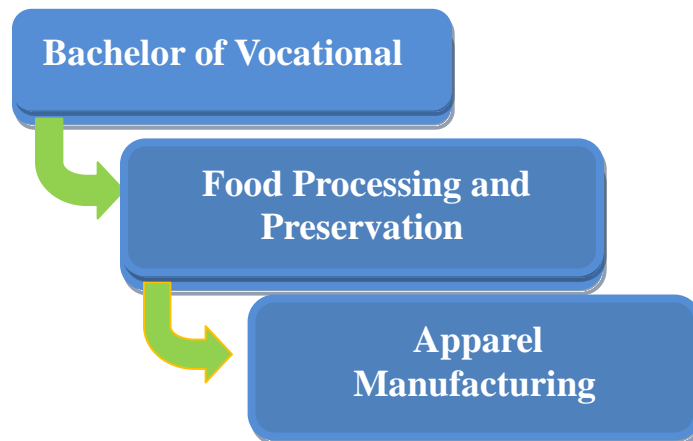 Bachelor of Vocational
Food Processing and
Preservation
Apparel
Manufacturing